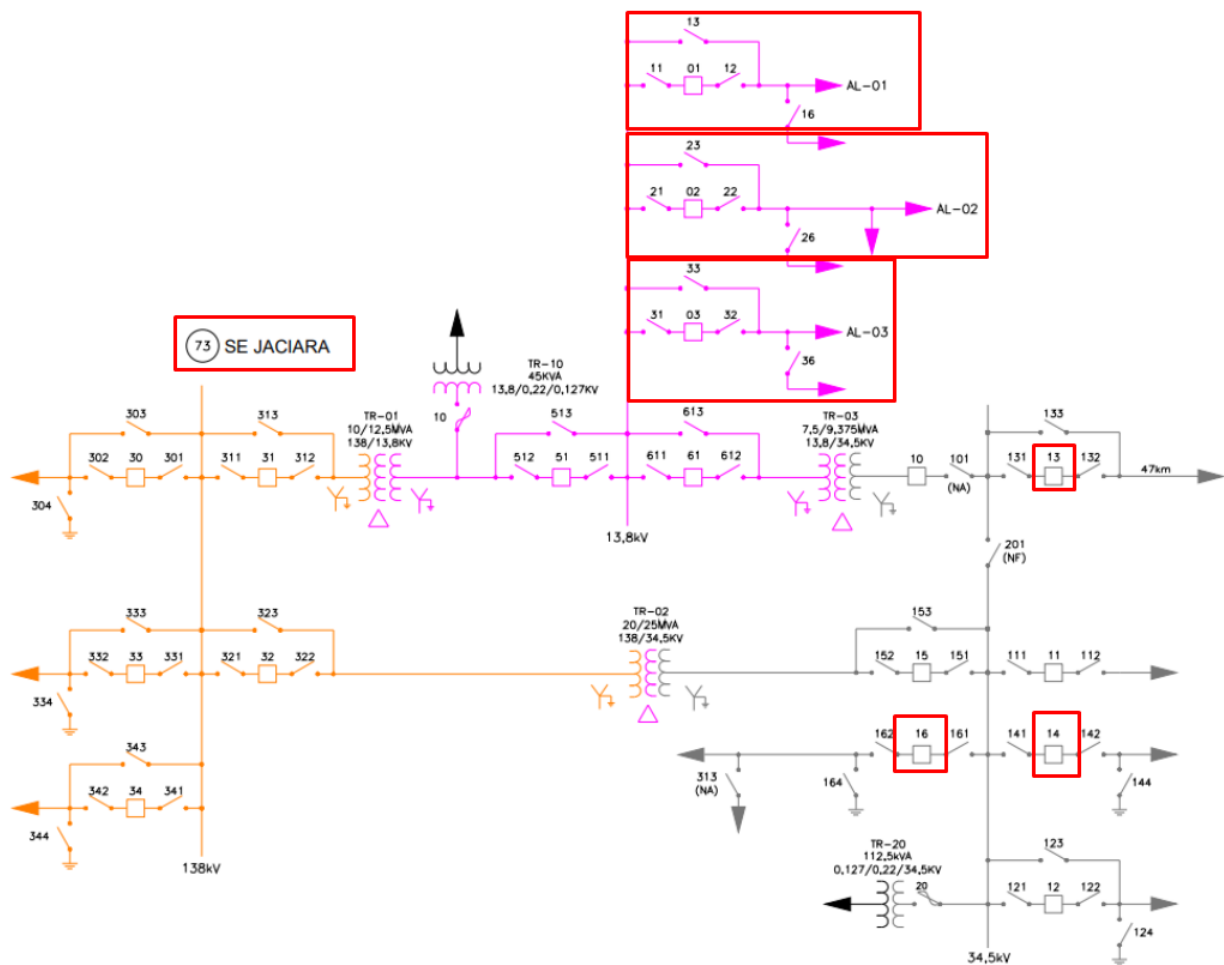 13
11 01 12
AL-01
16
23
21 02 22
AL-02
26
33
31 03 32
AL-03
36
73 SE JACIARA
TR-10
45KVA
13,8/0,22/0,127KV
10
303
313
TR-01
10/12,5MVA
138/13,8KV
513
613
TR-03
7,5/9,375MVA
13,8/34,5KV
133
302 30 301
311 31 312
512 51 511
611 61 612
10 101
(NA)
131 13 132
47km
304
13,8kV
201
(NF)
333
323
TR-02
20/25MVA
138/34,5KV
153
332 33 331
321 32 322
152 15 151
111 11 112
334
343
162 16 161
141 14 142
342 34 341
313
(NA)
164
144
344
138kV
TR-20
112,5kVA
0,127/0,22/34,5KV
123
20
121 12 122
124
34,5kV